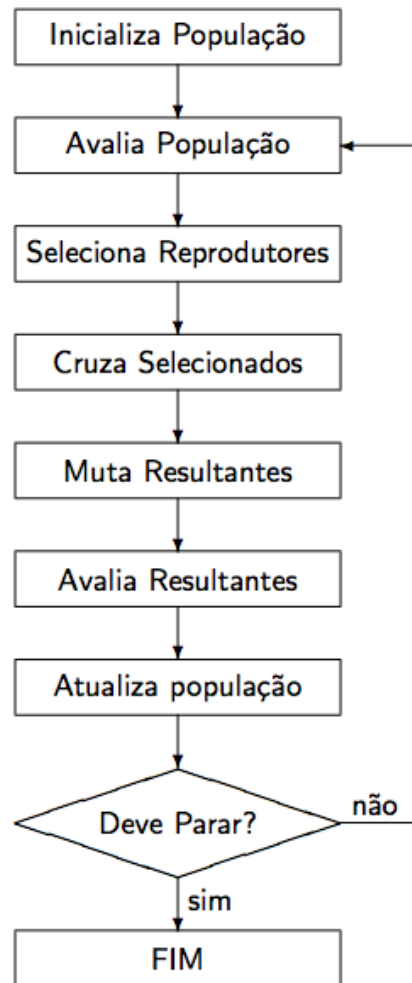 Inicializa População
Avalia População
Seleciona Reprodutores
Cruza Selecionados
Muta Resultantes
Avalia Resultantes
Atualiza população
Deve Parar?
não
sim
FIM